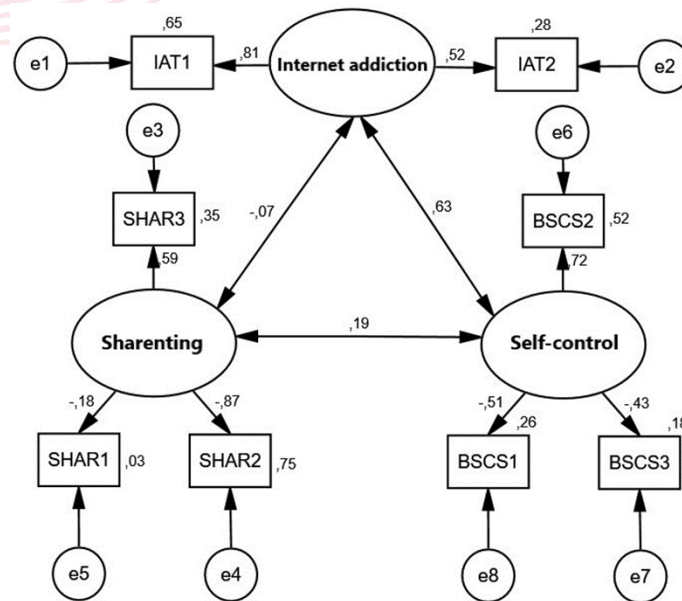 ,65
,28
e1
IAT1
,81
Internet addiction
,52
IAT2
e2
e3
e6
SHAR3
,35
-,07
,63
BSCS2
,52
,59
,72
Sharenting
,19
Self-control
-,18
-,87
-,51
-,43
,26
,18
SHAR1
,03
SHAR2
,75
BSCS1
BSCS3
e5
e4
e8
e7